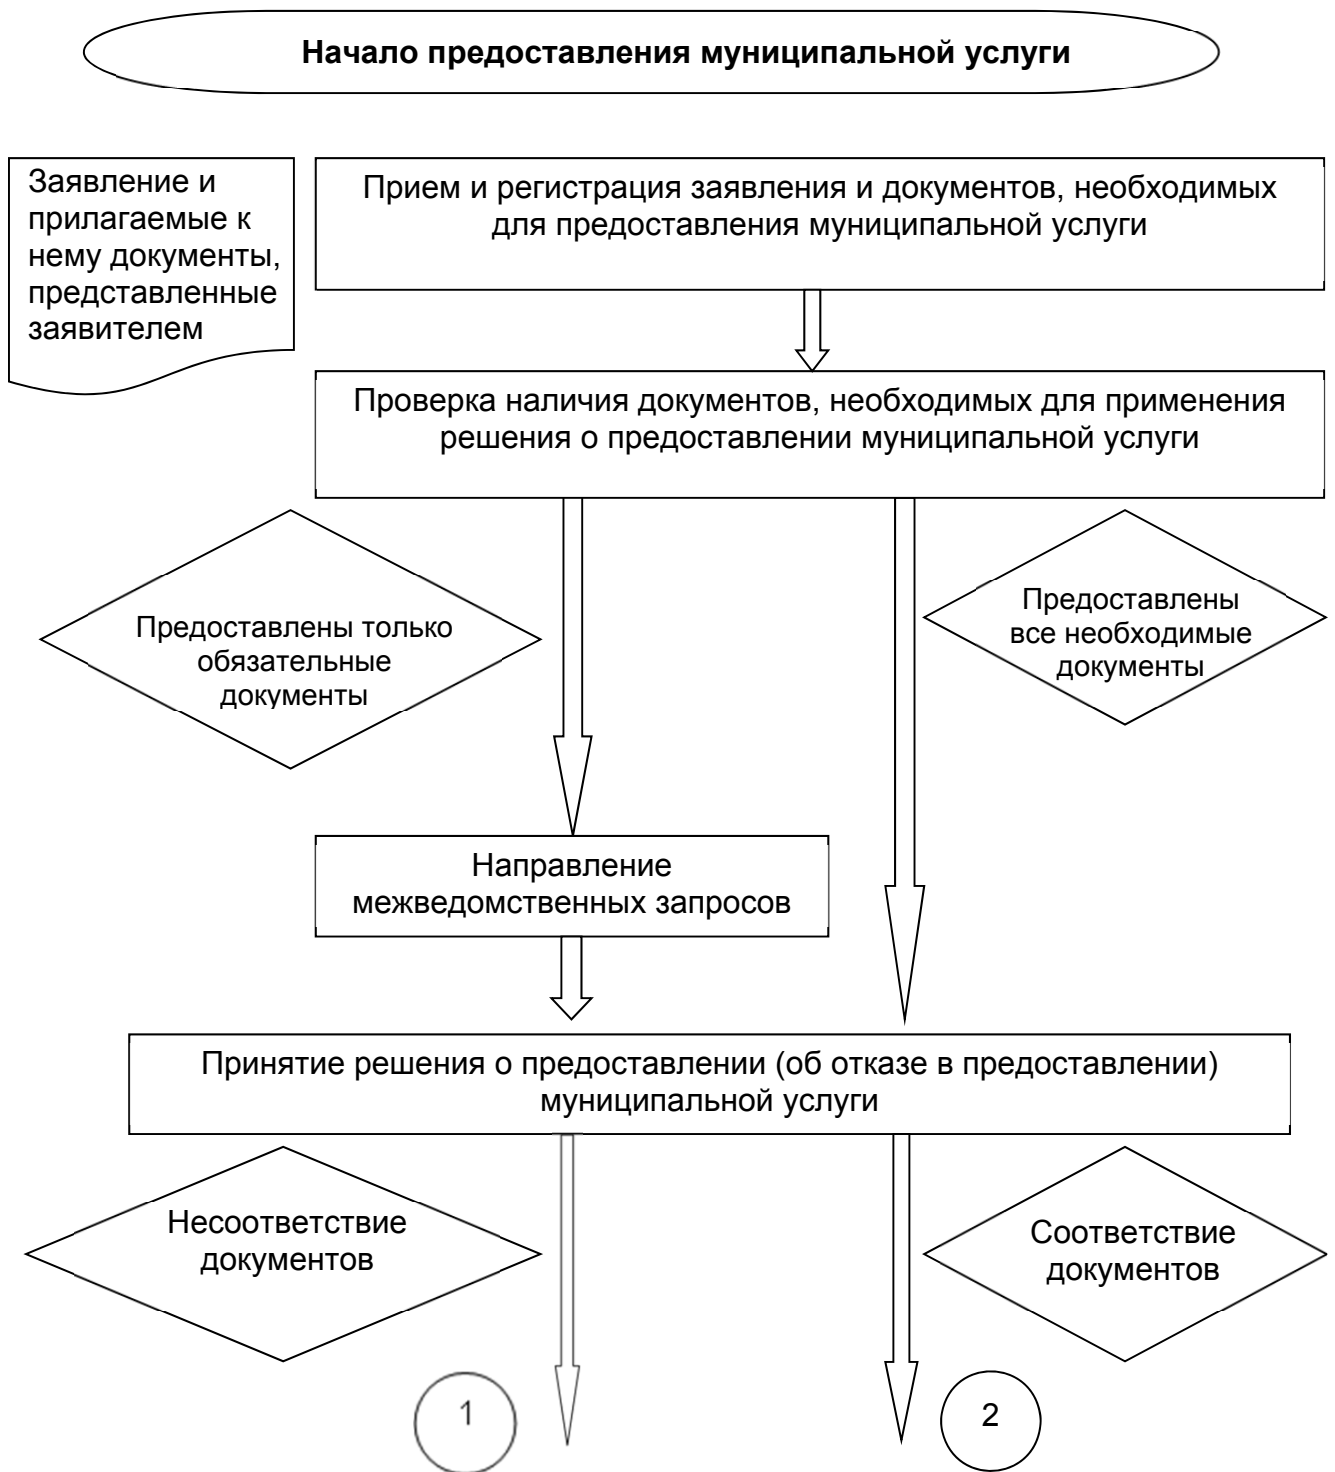 Начало предоставления муниципальной услуги
Заявление и
прилагаемые к
нему документы,
представленные
заявителем
Прием и регистрация заявления и документов, необходимых
для предоставления муниципальной услуги
Проверка наличия документов, необходимых для применения
решения о предоставлении муниципальной услуги
Предоставлены только
обязательные
документы
Предоставлены
все необходимые
документы
Направление
межведомственных запросов
Принятие решения о предоставлении (об отказе в предоставлении)
муниципальной услуги
Несоответствие
документов
Соответствие
документов
1
2